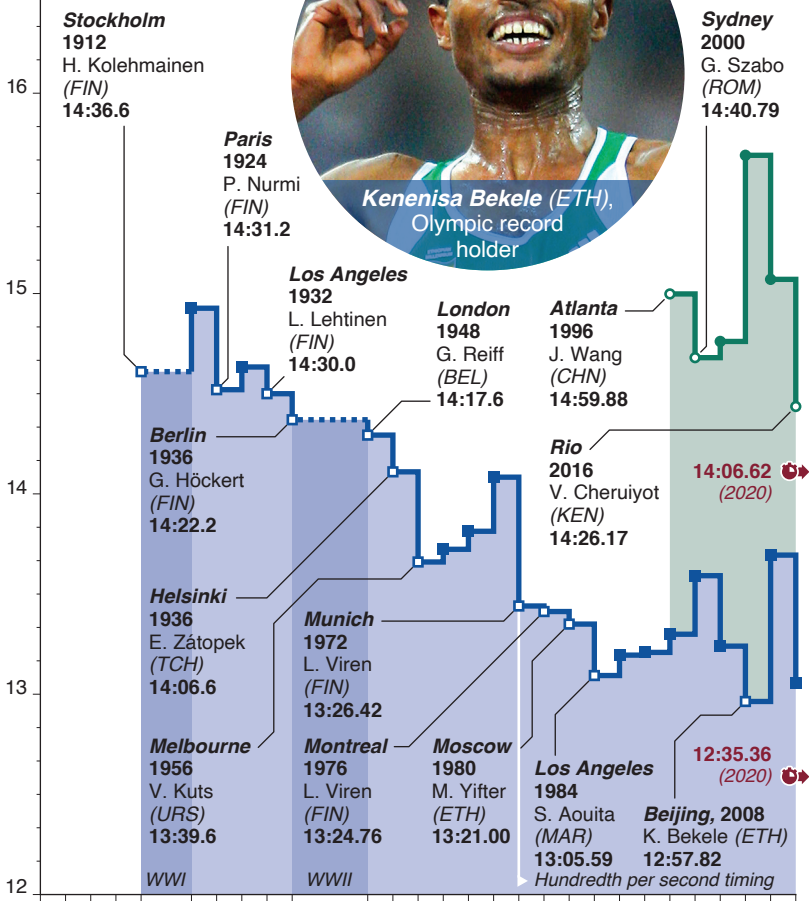 Stockholm
1912
H. Kolehmainen
(FIN)
14:36.6
Sydney
2000
G. Szabo
(ROM)
14:40.79
16
Paris
1924
P. Nurmi
(FIN)
14:31.2
Kenenisa Bekele (ETH),
Olympic record
holder
Los Angeles
1932
L. Lehtinen
(FIN)
14:30.0
15
London
1948
G. Reiff
(BEL)
14:17.6
Atlanta
1996
J. Wang
(CHN)
14:59.88
Berlin
1936
G. Höckert
(FIN)
14:22.2
Rio
2016
V. Cheruiyot
(KEN)
14:26.17
14:06.62
(2020)
14
Helsinki
1936
E. Zátopek
(TCH)
14:06.6
Munich
1972
L. Viren
(FIN)
13:26.42
13
Melbourne
1956
V. Kuts
(URS)
13:39.6
Montreal
1976
L. Viren
(FIN)
13:24.76
Moscow
1980
M. Yifter
(ETH)
13:21.00
Los Angeles
1984
S. Aouita
(MAR)
13:05.59
12:35.36
(2020)
Beijing, 2008
K. Bekele (ETH)
12:57.82
12
WWI
WWII
Hundredth per second timing